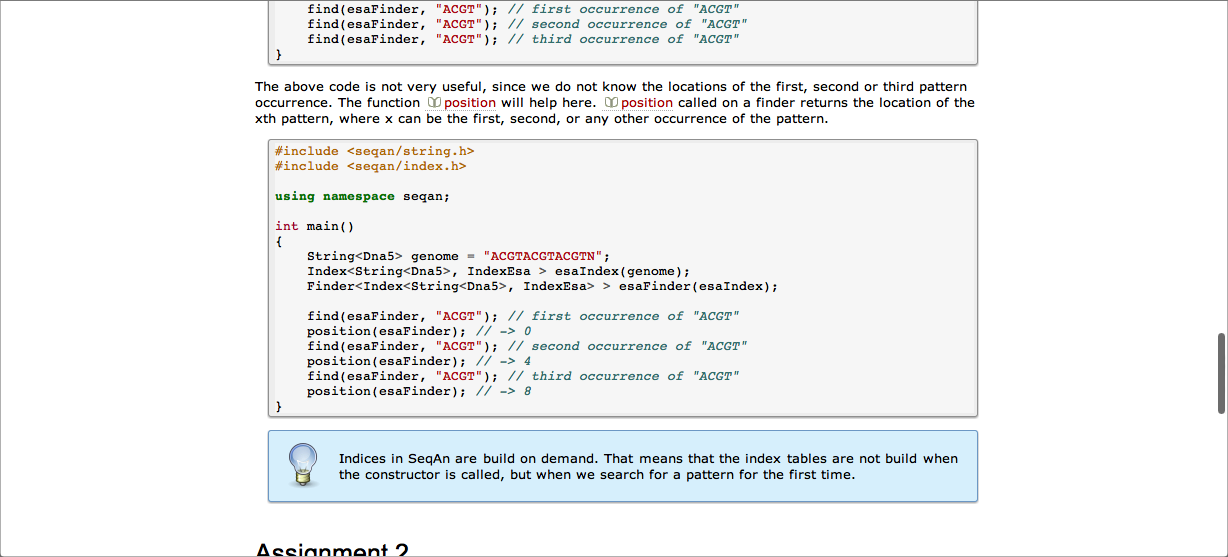 find(esaFinder, "ACGT"); // first occurrence of "ACGT"
find(esaFinder, "ACGT"); // second occurrence of "ACGT"
find(esaFinder, "ACGT"); // third occurrence of "ACGT"
}
The above code is not very useful, since we do not know the locations of the first, second or third pattern
occurrence. The function position will help here. position called on a finder returns the location of the
xth pattern, where x can be the first, second, or any other occurrence of the pattern.
#include <seqan/string.h>
#include <seqan/index.h>
using namespace seqan;
int main()
{
String<Dna5> genome = "ACGTACGTACGTN";
Index<String<Dna5>, IndexEsa > esaIndex(genome);
Finder<Index<String<Dna5>, IndexEsa> > esaFinder(esaIndex);
find(esaFinder, "ACGT"); // first occurrence of "ACGT"
position(esaFinder); // -> 0
find(esaFinder, "ACGT"); // second occurrence of "ACGT"
position(esaFinder); // -> 4
find(esaFinder, "ACGT"); // third occurrence of "ACGT"
position(esaFinder); // -> 8
}
Indices in SeqAn are build on demand. That means that the index tables are not build when
the constructor is called, but when we search for a pattern for the first time.
Assignment 2